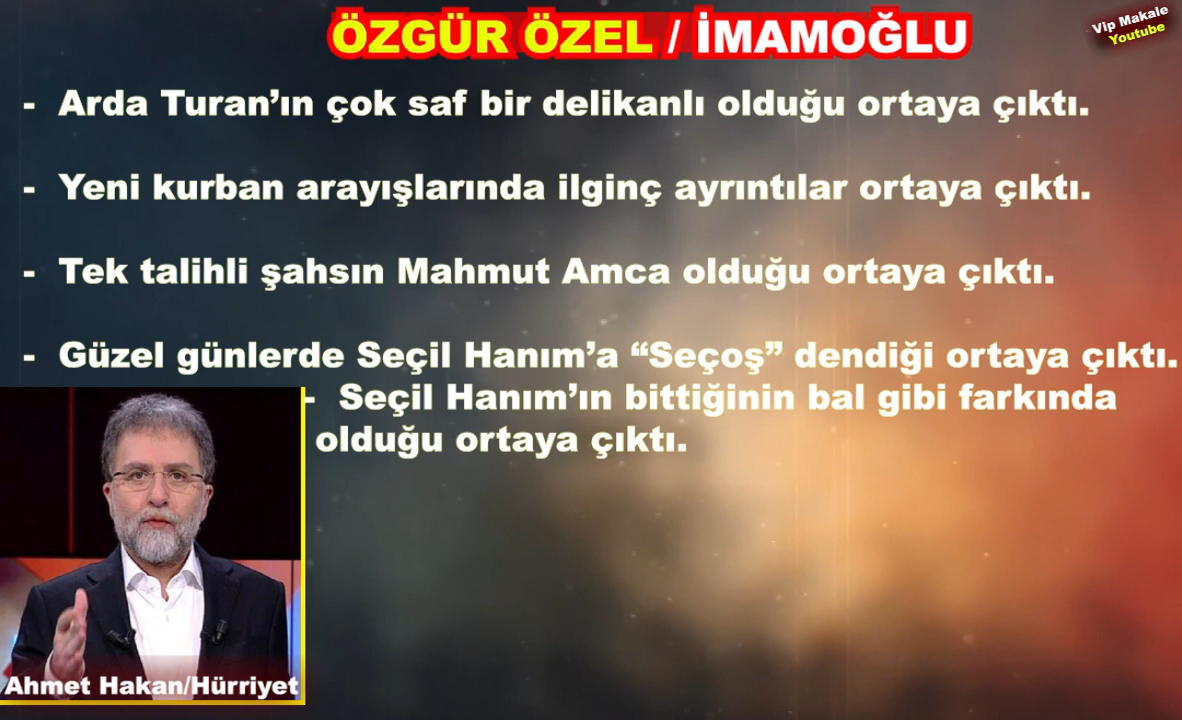 ÖZGÜR ÖZEL / İMAMOĞLU
Vip Makale
Youtube
- Arda Turan’ın çok saf bir delikanlı olduğu ortaya çıktı.
- Yeni kurban arayışlarında ilginç ayrıntılar ortaya çıktı.
- Tek talihli şahsın Mahmut Amca olduğu ortaya çıktı.
- Güzel günlerde Seçil Hanım’a “Seçoş” dendiği ortaya çıktı.
- Seçil Hanım’ın bittiğinin bal gibi farkında
olduğu ortaya çıktı.
Ahmet Hakan/Hürriyet